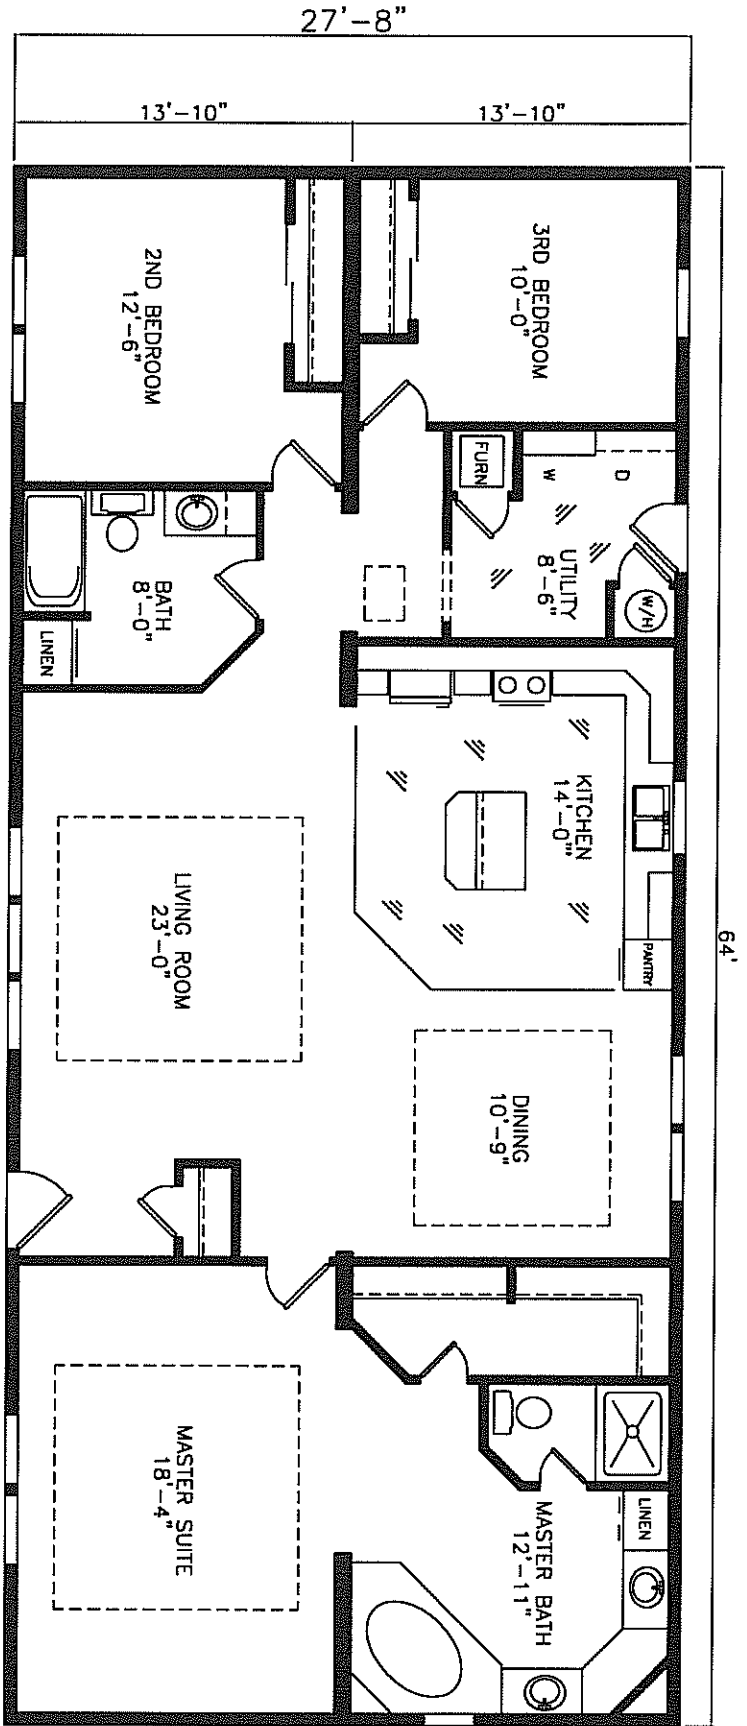 27'-8"
13'-10"
13'-10"
64'
3RD BEDROOM
10'-0"
2ND BEDROOM
12'-6"
FURN
W
D
UTILITY
8'-6"
W/H
BATH
8'-0"
LINEN
KITCHEN
14'-0"'
PANTRY
LIVING ROOM
23'-0"
DINING
10'-9"
MASTER SUITE
18'-4"
MASTER BATH
12'-11"
LINEN